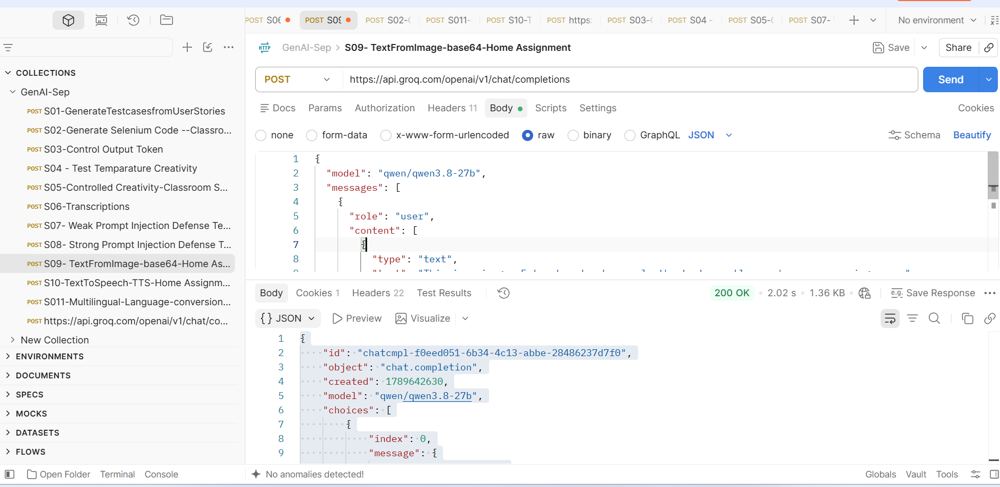 POST S06
POST S09
POST S02-
POST S011-
POST S10-T
POST https:
POST S03-
POST S04 -
POST S05-
POST S07-
No environment
GenAI-Sep > S09- TextFromImage-base64-Home Assignment
Save
Share
COLLECTIONS
GenAI-Sep
POST S01-GenerateTestcasesfromUserStories
POST S02-Generate Selenium Code --Classro...
POST S03-Control Output Token
POST S04 - Test Temparature Creativity
POST S05-Controlled Creativity-Classroom S...
POST S06-Transcriptions
POST S07- Weak Prompt Injection Defense Te...
POST S08- Strong Prompt Injection Defense T...
POST S09- TextFromImage-base64-Home As...
POST S10-TextToSpeech-TTS-Home Assignm...
POST S011-Multilingual-Language-conversion...
POST https://api.groq.com/openai/v1/chat/co...
New Collection
ENVIRONMENTS
DOCUMENTS
SPECS
MOCKS
DATASETS
FLOWS
POST https://api.groq.com/openai/v1/chat/completions
Send
Docs Params Authorization Headers 11 Body Scripts Settings Cookies
none form-data x-www-form-urlencoded raw binary GraphQL JSON Schema Beautify
1 {
2 "model": "qwen/qwen3.8-27b",
3 "messages": [
4 {
5 "role": "user",
6 "content": [
7 {
8 "type": "text",
Body Cookies 1 Headers 22 Test Results 200 OK • 2.02 s • 1.36 KB • e.g. Save Response
{} JSON Preview Visualize
1 {
2 "id": "chatcmpl-f0eed051-6b34-4c13-abbe-28486237d7f0",
3 "object": "chat.completion",
4 "created": 1789642630,
5 "model": "qwen/qwen3.8-27b",
6 "choices": [
7 {
8 "index": 0,
9 "message": {
Open Folder Terminal Console No anomalies detected! Globals Vault Tools